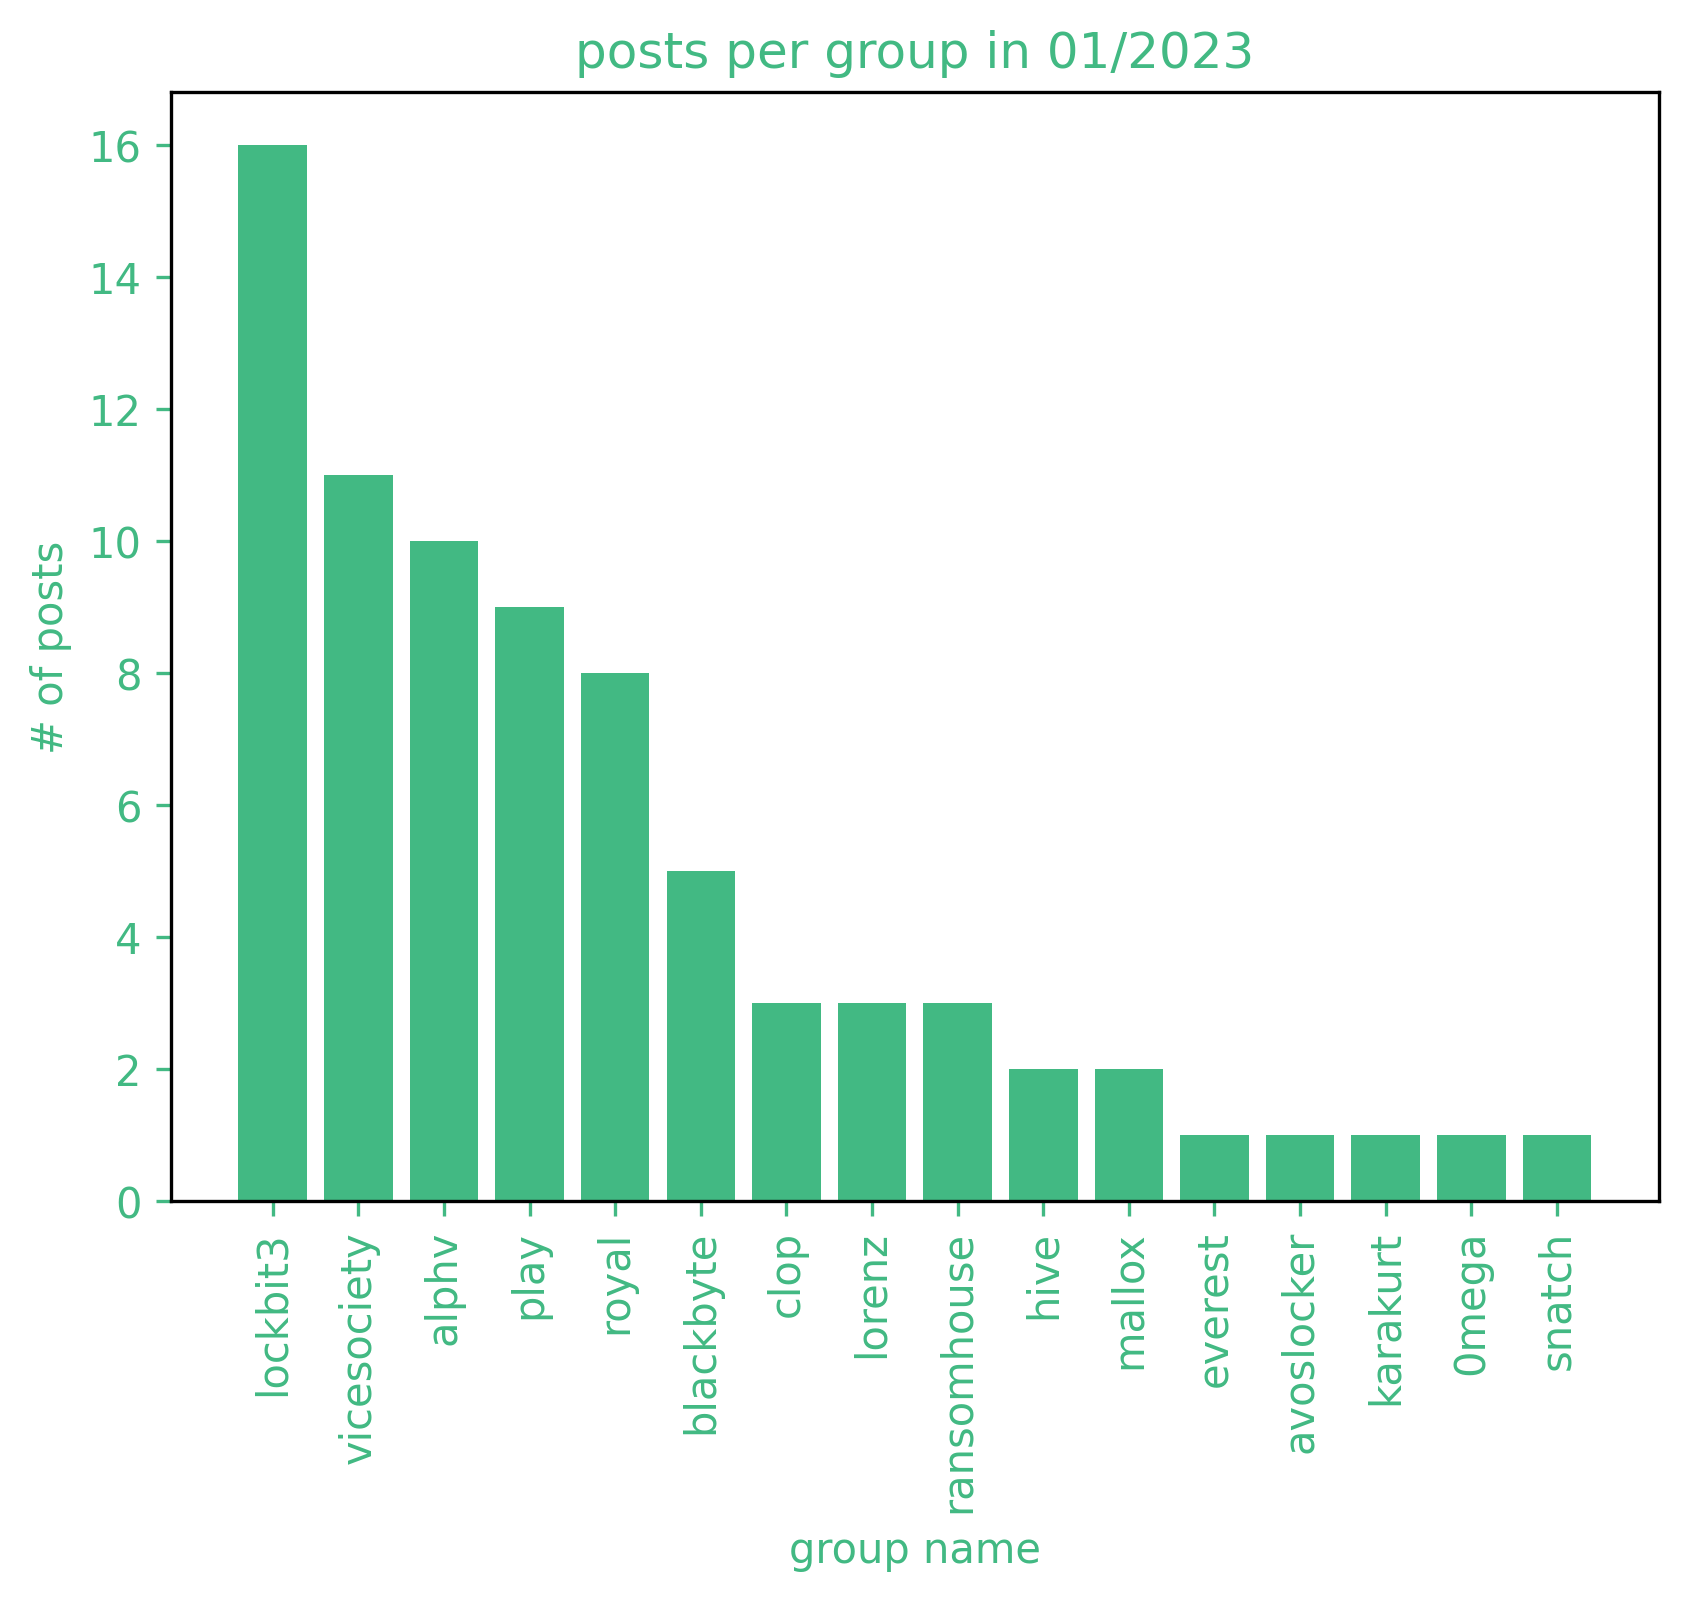 posts per group in 01/2023
# of posts
16
14
12
10
8
6
4
2
0
lockbit3
vicesociety
alphv
play
royal
blackbyte
clop
lorenz
ransomhouse
hive
mallox
everest
avoslocker
karakurt
0mega
snatch
group name